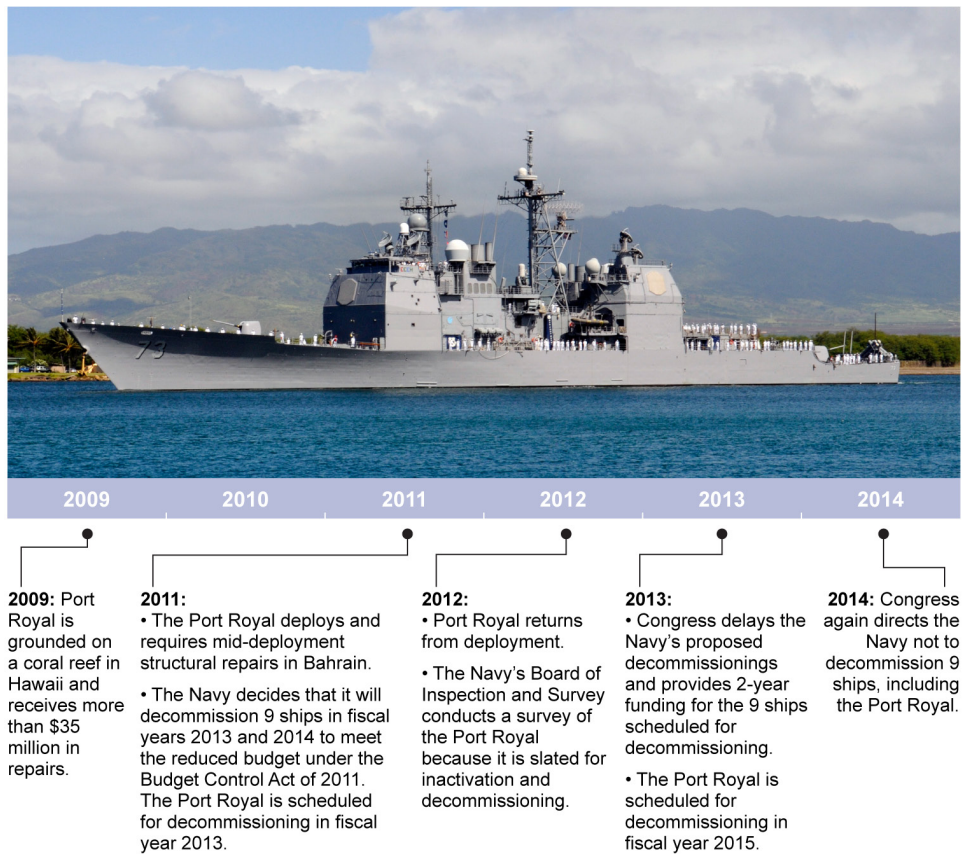 73
2009 2010 2011 2012 2013 2014
2009: Port
Royal is
grounded on
a coral reef in
Hawaii and
receives more
than $35
million in
repairs.
2011:
• The Port Royal deploys and
requires mid-deployment
structural repairs in Bahrain.
• The Navy decides that it will
decommission 9 ships in fiscal
years 2013 and 2014 to meet
the reduced budget under the
Budget Control Act of 2011.
The Port Royal is scheduled
for decommissioning in fiscal
year 2013.
2012:
• Port Royal returns
from deployment.
• The Navy’s Board of
Inspection and Survey
conducts a survey of
the Port Royal
because it is slated for
inactivation and
decommissioning.
2013:
• Congress delays the
Navy’s proposed
decommissionings
and provides 2-year
funding for the 9 ships
scheduled for
decommissioning.
• The Port Royal is
scheduled for
decommissioning in
fiscal year 2015.
2014: Congress
again directs the
Navy not to
decommission 9
ships, including
the Port Royal.